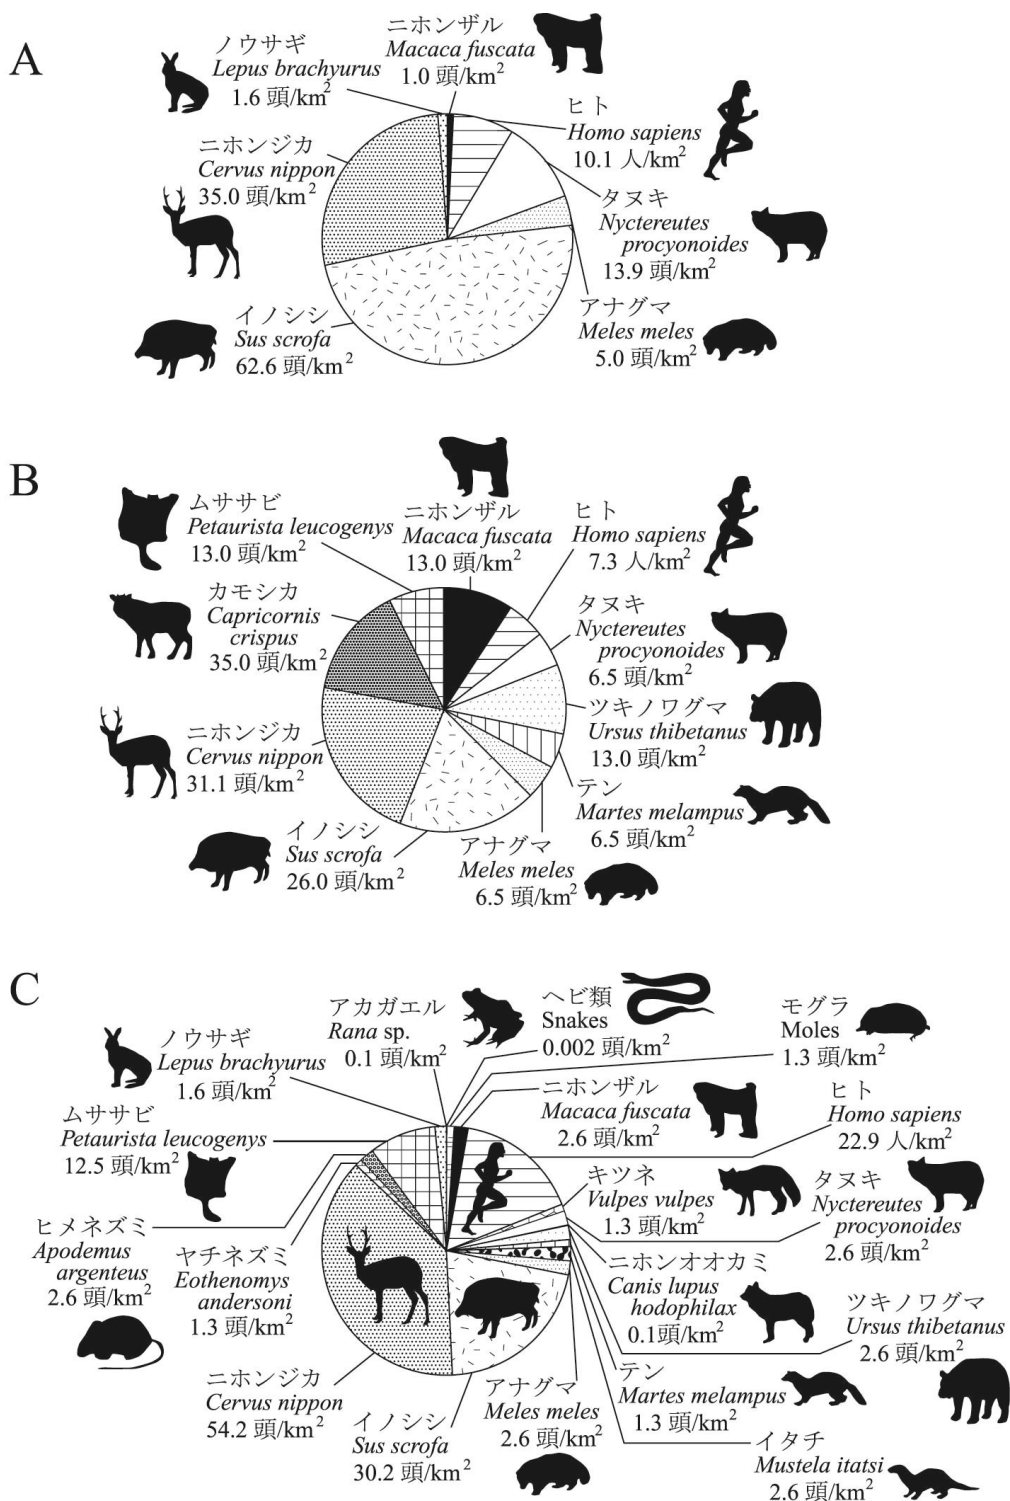 A
ノウサギ
Lepus brachyurus
1.6 頭/km²
ニホンザル
Macaca fuscata
1.0 頭/km²
ヒト
Homo sapiens
10.1 人/km²
ニホンジカ
Cervus nippon
35.0 頭/km²
タヌキ
Nyctereutes
procyonoides
13.9 頭/km²
イノシシ
Sus scrofa
62.6 頭/km²
アナグマ
Meles meles
5.0 頭/km²
B
ムササビ
Petaurista leucogenys
13.0 頭/km²
ニホンザル
Macaca fuscata
13.0 頭/km²
ヒト
Homo sapiens
7.3 人/km²
カモシカ
Capricornis
crispus
35.0 頭/km²
タヌキ
Nyctereutes
procyonoides
6.5 頭/km²
ツキノワグマ
Ursus thibetanus
13.0 頭/km²
ニホンジカ
Cervus nippon
31.1 頭/km²
テン
Martes melampus
6.5 頭/km²
イノシシ
Sus scrofa
26.0 頭/km²
アナグマ
Meles meles
6.5 頭/km²
C
アカガエル
Rana sp.
0.1 頭/km²
ヘビ類
Snakes
0.002 頭/km²
モグラ
Moles
1.3 頭/km²
ノウサギ
Lepus brachyurus
1.6 頭/km²
ニホンザル
Macaca fuscata
2.6 頭/km²
ヒト
Homo sapiens
22.9 人/km²
ムササビ
Petaurista leucogenys
12.5 頭/km²
キツネ
Vulpes vulpes
1.3 頭/km²
タヌキ
Nyctereutes
procyonoides
2.6 頭/km²
ヒメネズミ
Apodemus
argenteus
2.6 頭/km²
ヤチネズミ
Eothenomys
andersoni
1.3 頭/km²
ニホンオオカミ
Canis lupus
hodophilax
0.1頭/km²
ツキノワグマ
Ursus thibetanus
2.6 頭/km²
ニホンジカ
Cervus nippon
54.2 頭/km²
イノシシ
Sus scrofa
30.2 頭/km²
アナグマ
Meles meles
2.6 頭/km²
テン
Martes melampus
1.3 頭/km²
イタチ
Mustela itatsi
2.6 頭/km²